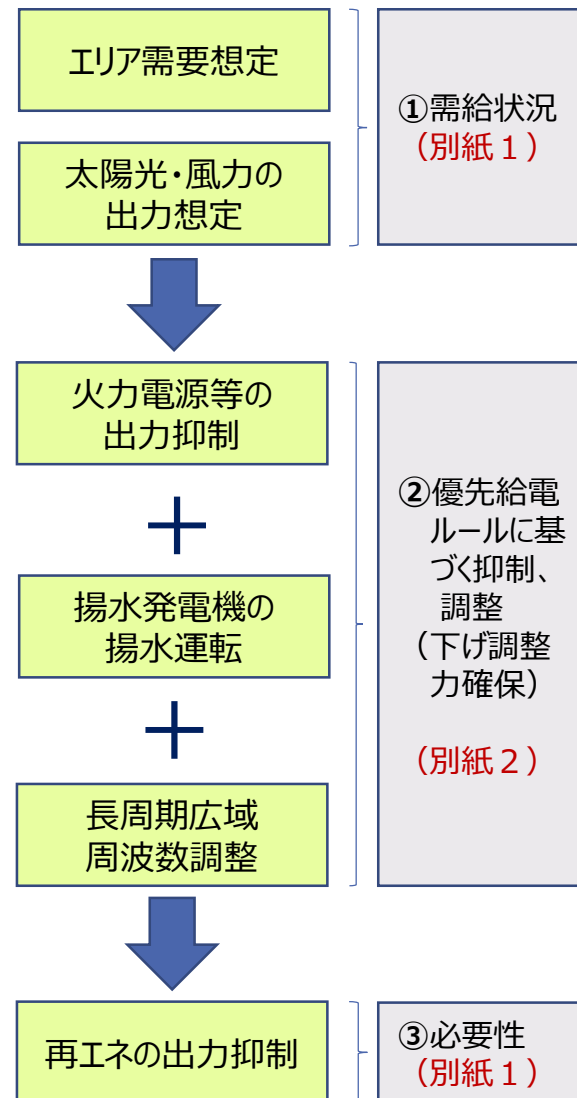 エリア需要想定
太陽光・風力の
出力想定
①需給状況
（別紙１）
火力電源等の
出力抑制
＋
揚水発電機の
揚水運転
＋
長周期広域
周波数調整
②優先給電
ルールに基
づく抑制、
調整
（下げ調整
力確保）
（別紙２）
再エネの出力抑制
③必要性
（別紙１）